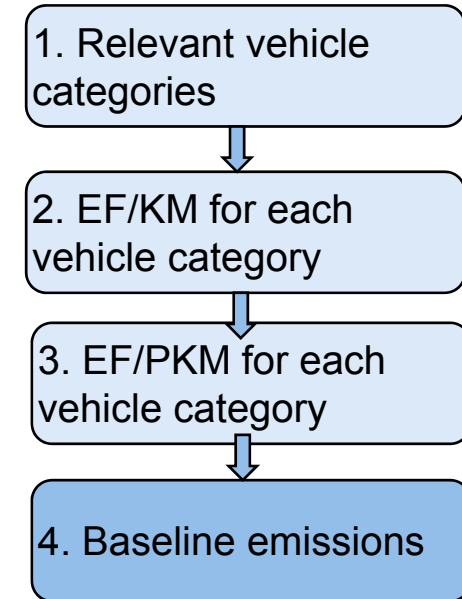 1. Relevant vehicle
categories
2. EF/KM for each
vehicle category
3. EF/PKM for each
vehicle category
4. Baseline emissions